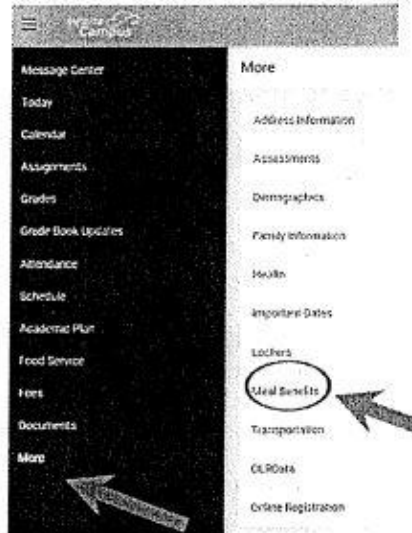 Infinite
Campus
Message Center
Today
Calendar
Assignments
Grades
Grade Book Updates
Attendance
Schedule
Academic Plan
Food Service
Fees
Documents
More
More
Address Information
Assessments
Demographics
Family Information
Health
Important Dates
Lockers
Meal Benefits
Transportation
OLRData
Online Registration